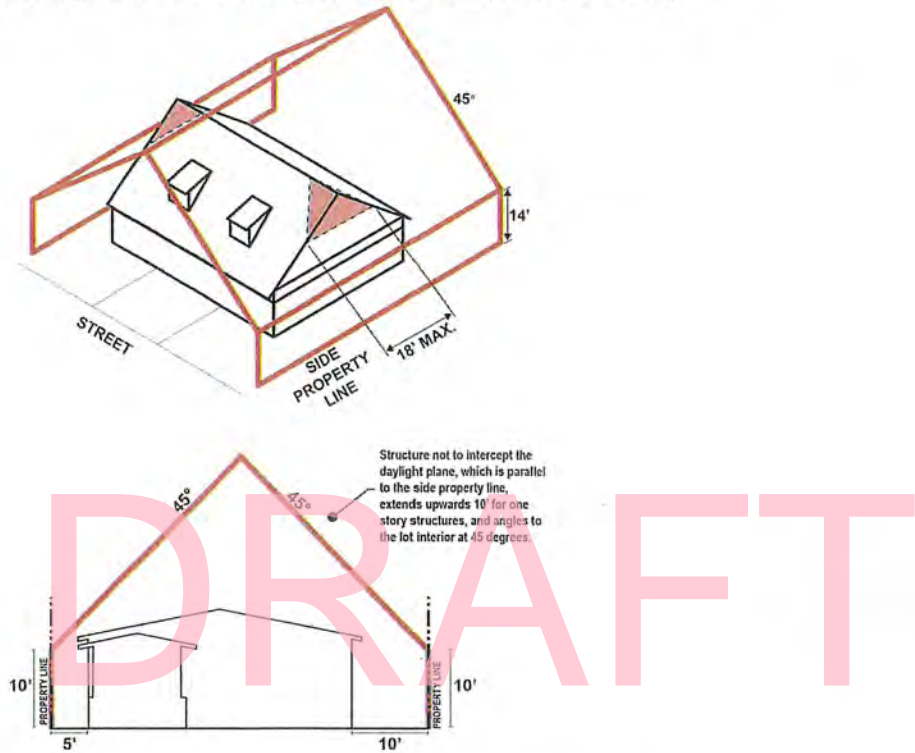 45°
14'
STREET
SIDE
PROPERTY
LINE
18' MAX.
Structure not to intercept the
daylight plane, which is parallel
to the side property line,
extends upwards 10' for one
story structures, and angles to
the lot interior at 45 degrees.
45°
45°
DRAFT
10'
PROPERTY LINE
PROPERTY LINE
10'
5'
10'